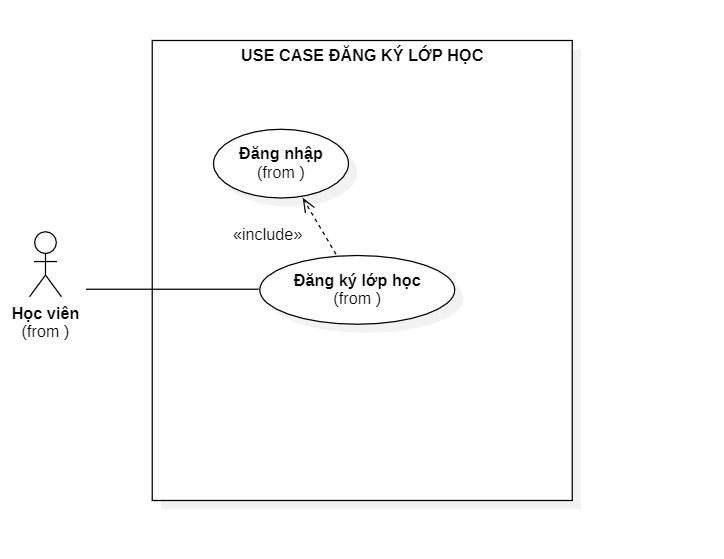 USE CASE ĐĂNG KÝ LỚP HỌC
Đăng nhập
(from )
«include»
Đăng ký lớp học
(from )
Học viên
(from )